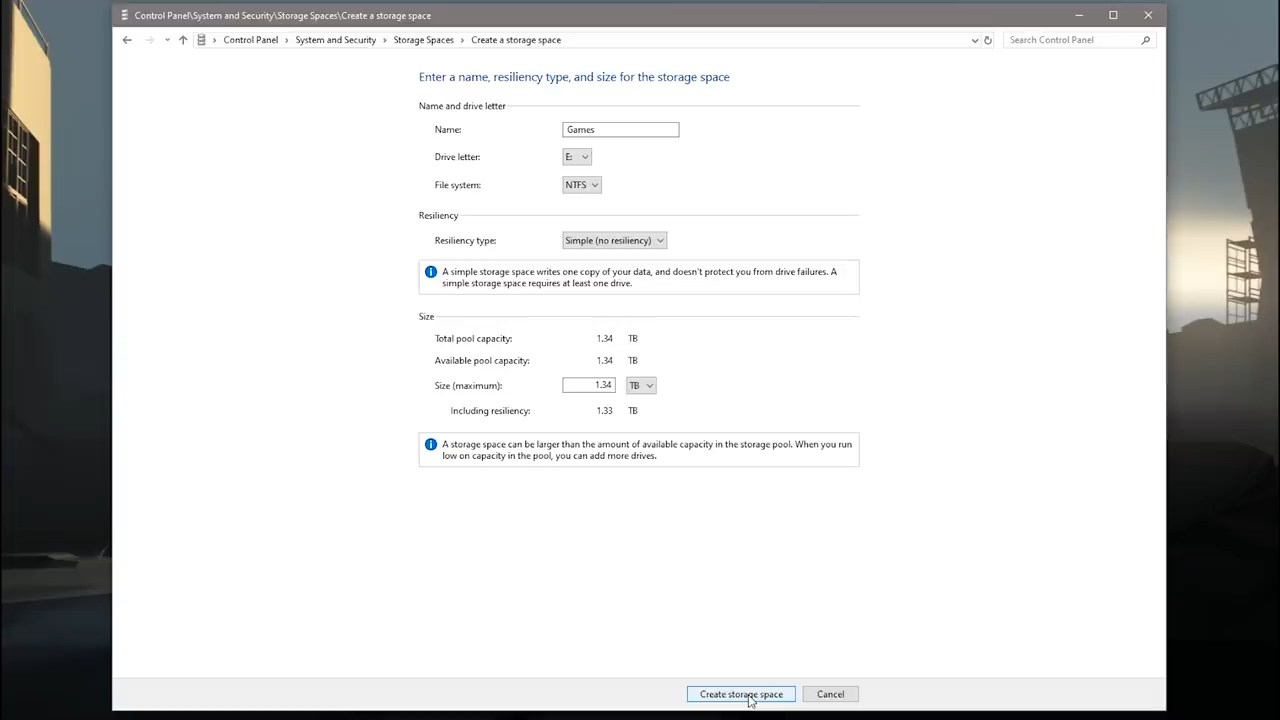 Control Panel\System and Security\Storage Spaces\Create a storage space
Control Panel > System and Security > Storage Spaces > Create a storage space
Search Control Panel
Enter a name, resiliency type, and size for the storage space
Name and drive letter
Name: Games
Drive letter: E:
File system: NTFS
Resiliency
Resiliency type: Simple (no resiliency)
A simple storage space writes one copy of your data, and doesn't protect you from drive failures. A
simple storage space requires at least one drive.
Size
Total pool capacity: 1.34 TB
Available pool capacity: 1.34 TB
Size (maximum): 1.34 TB
Including resiliency: 1.33 TB
A storage space can be larger than the amount of available capacity in the storage pool. When you run
low on capacity in the pool, you can add more drives.
Create storage space Cancel